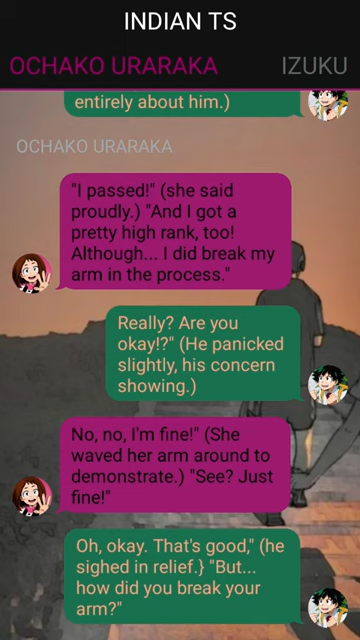 INDIAN TS
OCHAKO URARAKA IZUKU
entirely about him.)
OCHAKO URARAKA
"I passed!" (she said
proudly.) "And I got a
pretty high rank, too!
Although... I did break my
arm in the process."
Really? Are you
okay!?" (He panicked
slightly, his concern
showing.)
No, no, I'm fine!" (She
waved her arm around to
demonstrate.) "See? Just
fine!"
Oh, okay. That's good," (he
sighed in relief.} "But...
how did you break your
arm?"